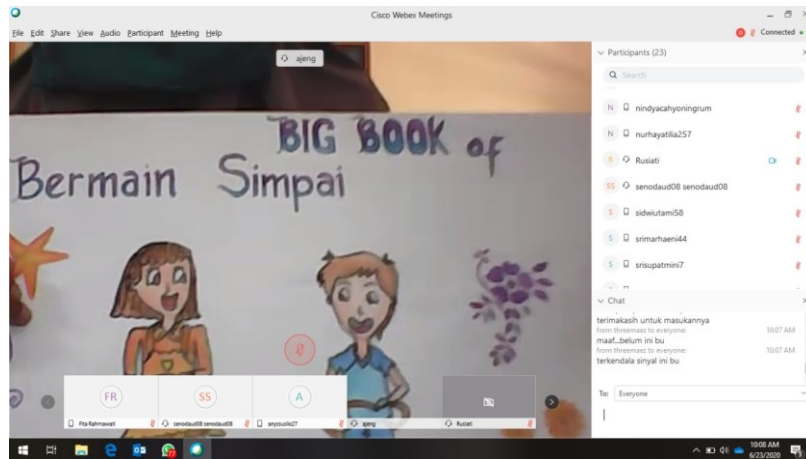 Cisco Webex Meetings
File Edit Share View Audio Participant Meeting Help
Connected
ajeng
BIG BOOK of
Bermain Simpai
FR
Fita Rahmawati
SS
senodaud08 senodaud08
A
ajeng
Rusiati
Participants (23)
Search
N nindyacahyoningrum
N nurhayatilia257
R Rusiati
SS senodaud08 senodaud08
S sidwiutami58
S srimarhaeni44
S srisupatmini7
Chat
terimakasih untuk masukannya
from threemaez to everyone: 10:07 AM
maaf...belum ini bu
from threemaez to everyone: 10:07 AM
terkendala sinyal ini bu
To: Everyone
10:08 AM
6/23/2020